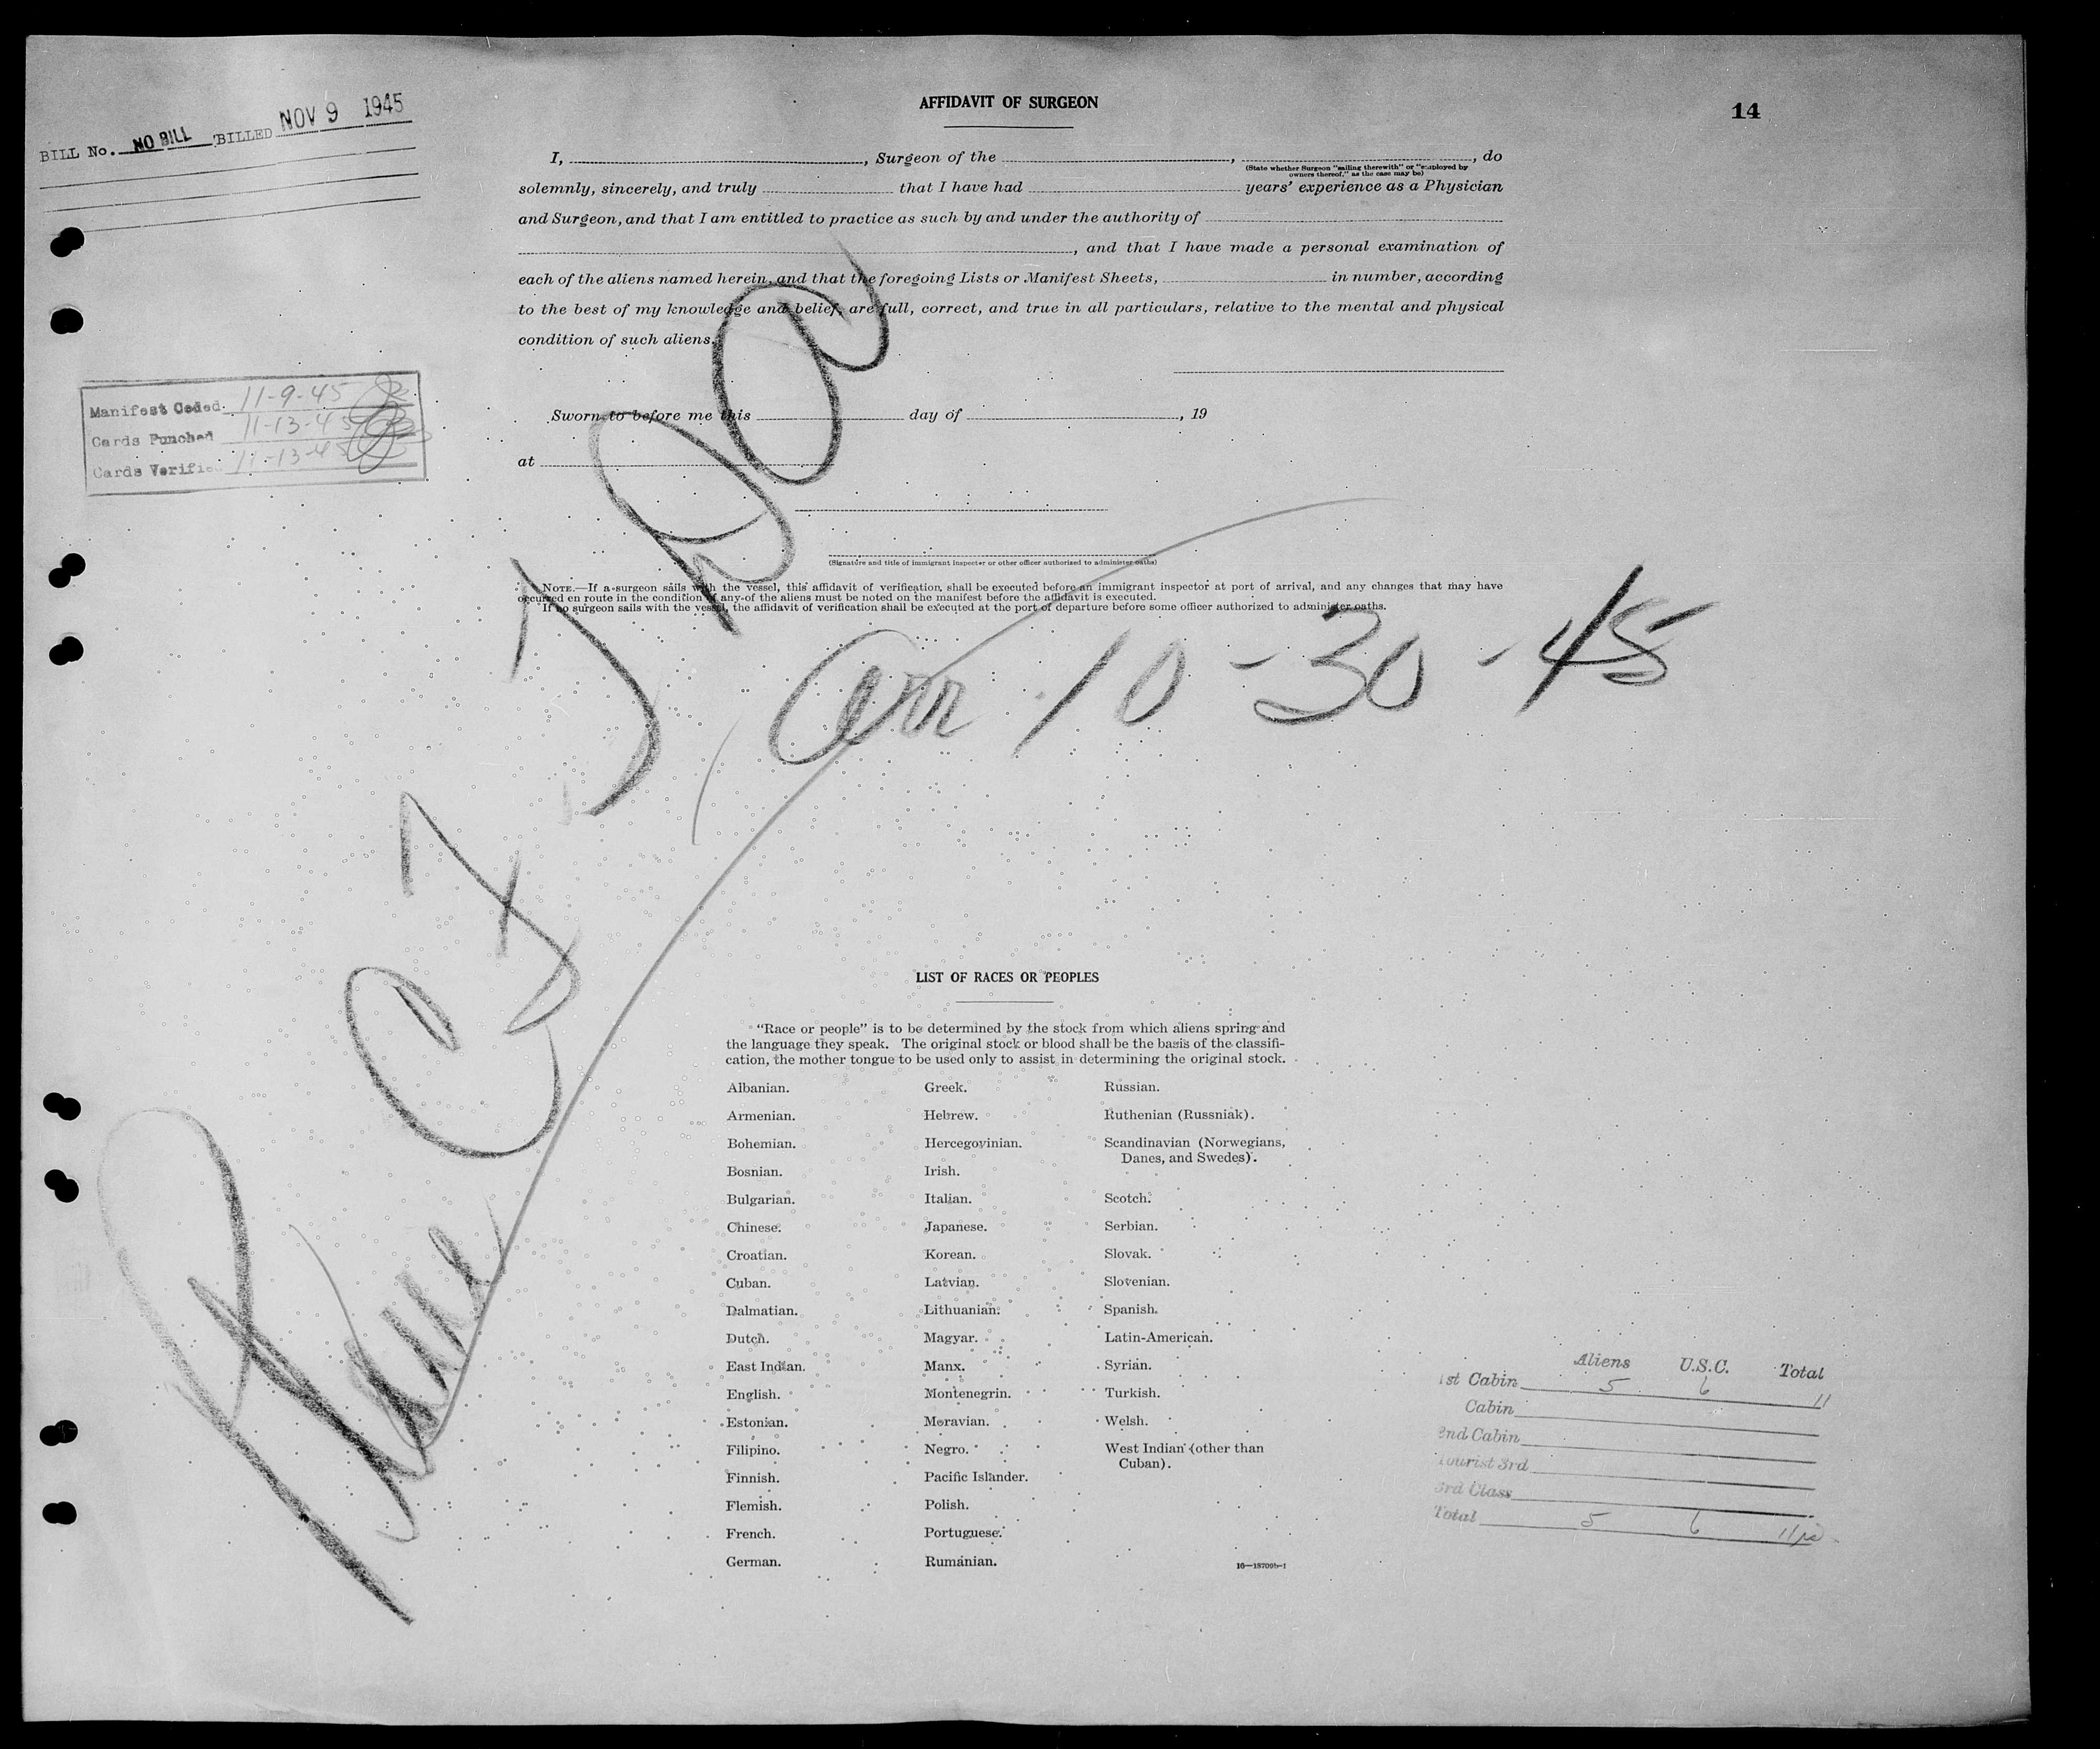 AFFIDAVIT OF SURGEON
14
BILL No. NO BILL BILLED NOV 9 1945
I, , Surgeon of the , , do
(State whether Surgeon "sailing therewith" or "employed by
owners thereof," as the case may be)
solemnly, sincerely, and truly that I have had years' experience as a Physician
and Surgeon, and that I am entitled to practice as such by and under the authority of
, and that I have made a personal examination of
each of the aliens named herein, and that the foregoing Lists or Manifest Sheets, in number, according
to the best of my knowledge and belief, are full, correct, and true in all particulars, relative to the mental and physical
condition of such aliens.
Manifest Coded 11-9-45
Cards Punched 11-13-45
Cards Verified 11-13-45
Sworn to before me this day of , 19
at
(Signature and title of immigrant inspector or other officer authorized to administer oaths)
NOTE.—If a surgeon sails with the vessel, this affidavit of verification, shall be executed before an immigrant inspector at port of arrival, and any changes that may have
occurred en route in the condition of any of the aliens must be noted on the manifest before the affidavit is executed.
If no surgeon sails with the vessel, the affidavit of verification shall be executed at the port of departure before some officer authorized to administer oaths.
Plane
Arr 10-30-45
LIST OF RACES OR PEOPLES
"Race or people" is to be determined by the stock from which aliens spring and
the language they speak. The original stock or blood shall be the basis of the classifi-
cation, the mother tongue to be used only to assist in determining the original stock.
Albanian.
Armenian.
Bohemian.
Bosnian.
Bulgarian.
Chinese.
Croatian.
Cuban.
Dalmatian.
Dutch.
East Indian.
English.
Estonian.
Filipino.
Finnish.
Flemish.
French.
German.
Greek.
Hebrew.
Hercegovinian.
Irish.
Italian.
Japanese.
Korean.
Latvian.
Lithuanian.
Magyar.
Manx.
Montenegrin.
Moravian.
Negro.
Pacific Islander.
Polish.
Portuguese.
Rumanian.
Russian.
Ruthenian (Russniak).
Scandinavian (Norwegians,
Danes, and Swedes).
Scotch.
Serbian.
Slovak.
Slovenian.
Spanish.
Latin-American.
Syrian.
Turkish.
Welsh.
West Indian (other than
Cuban).
16—18709b-1
Aliens U.S.C. Total
1st Cabin 5 6 11
Cabin
2nd Cabin
Tourist 3rd
3rd Class
Total 5 6 11